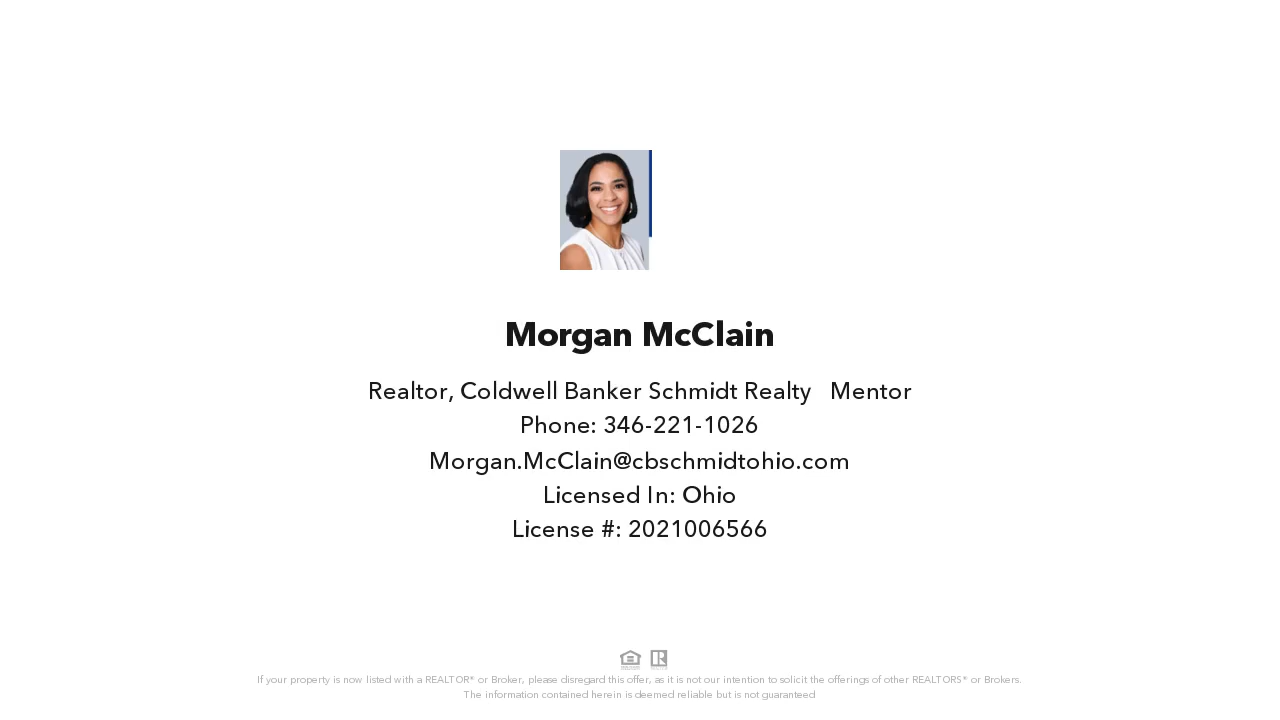 Morgan McClain
Realtor, Coldwell Banker Schmidt Realty   Mentor
Phone: 346-221-1026
Morgan.McClain@cbschmidtohio.com
Licensed In: Ohio
License #: 2021006566
If your property is now listed with a REALTOR® or Broker, please disregard this offer, as it is not our intention to solicit the offerings of other REALTORS® or Brokers.
The information contained herein is deemed reliable but is not guaranteed